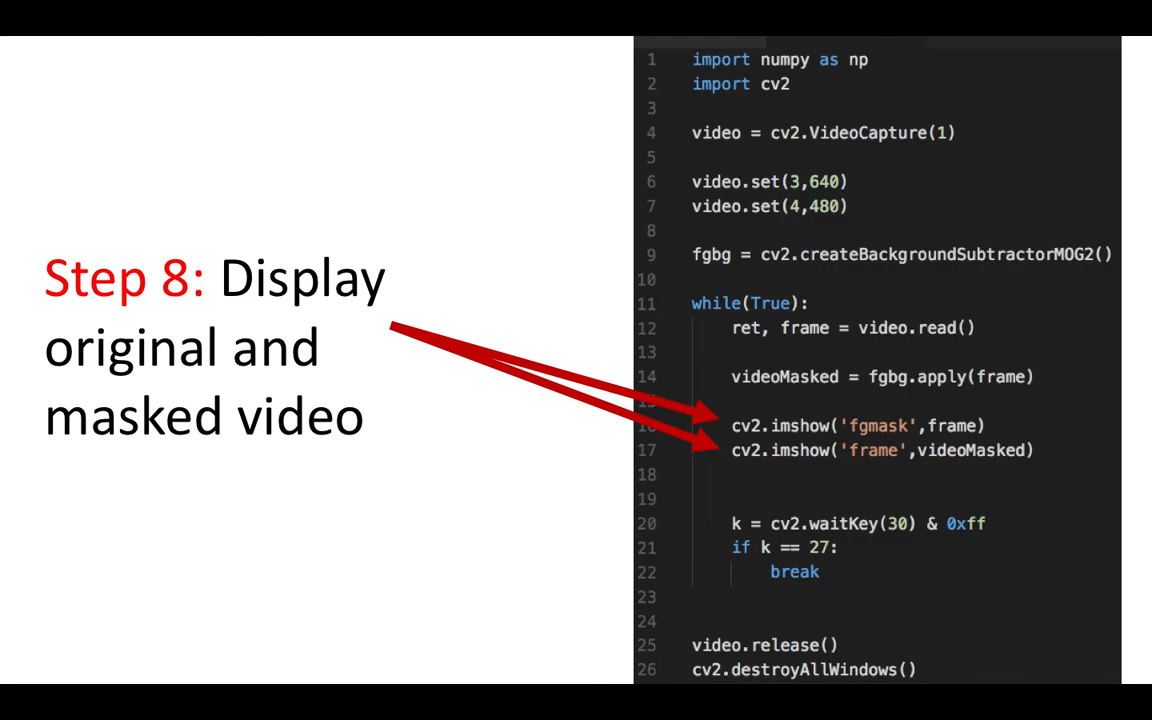 Step 8: Display
original and
masked video
1 import numpy as np
2 import cv2
3
4 video = cv2.VideoCapture(1)
5
6 video.set(3,640)
7 video.set(4,480)
8
9 fgbg = cv2.createBackgroundSubtractorMOG2()
10
11 while(True):
12 ret, frame = video.read()
13
14 videoMasked = fgbg.apply(frame)
15
16 cv2.imshow('fgmask',frame)
17 cv2.imshow('frame',videoMasked)
18
19
20 k = cv2.waitKey(30) & 0xff
21 if k == 27:
22 break
23
24
25 video.release()
26 cv2.destroyAllWindows()